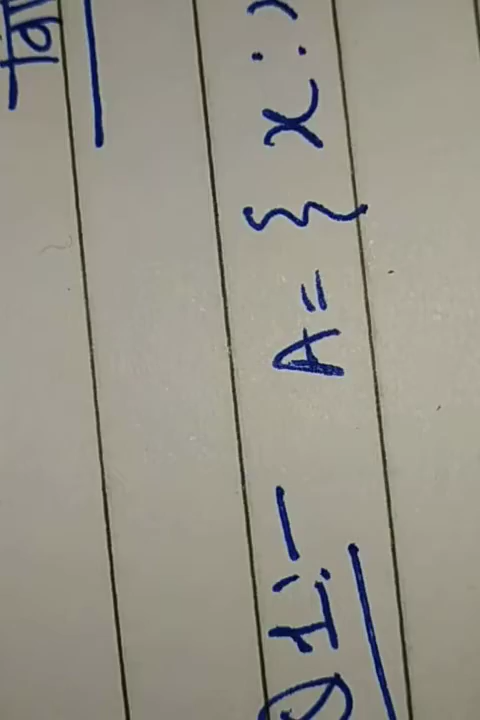 Q1:- A = { x :